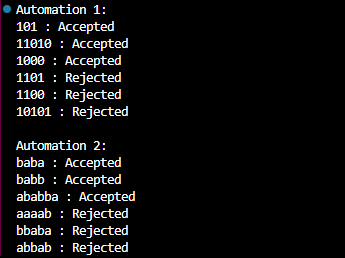 Automation 1:
101 : Accepted
11010 : Accepted
1000 : Accepted
1101 : Rejected
1100 : Rejected
10101 : Rejected

Automation 2:
baba : Accepted
babb : Accepted
ababba : Accepted
aaaab : Rejected
bbaba : Rejected
abbab : Rejected